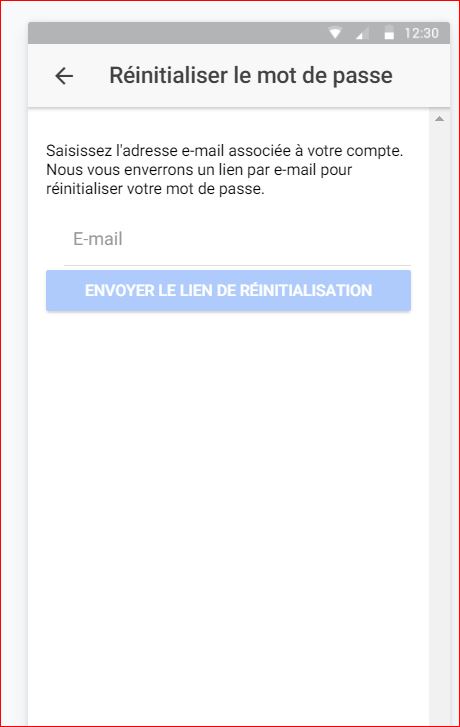 12:30
Réinitialiser le mot de passe
Saisissez l'adresse e-mail associée à votre compte.
Nous vous enverrons un lien par e-mail pour
réinitialiser votre mot de passe.
E-mail
ENVOYER LE LIEN DE RÉINITIALISATION